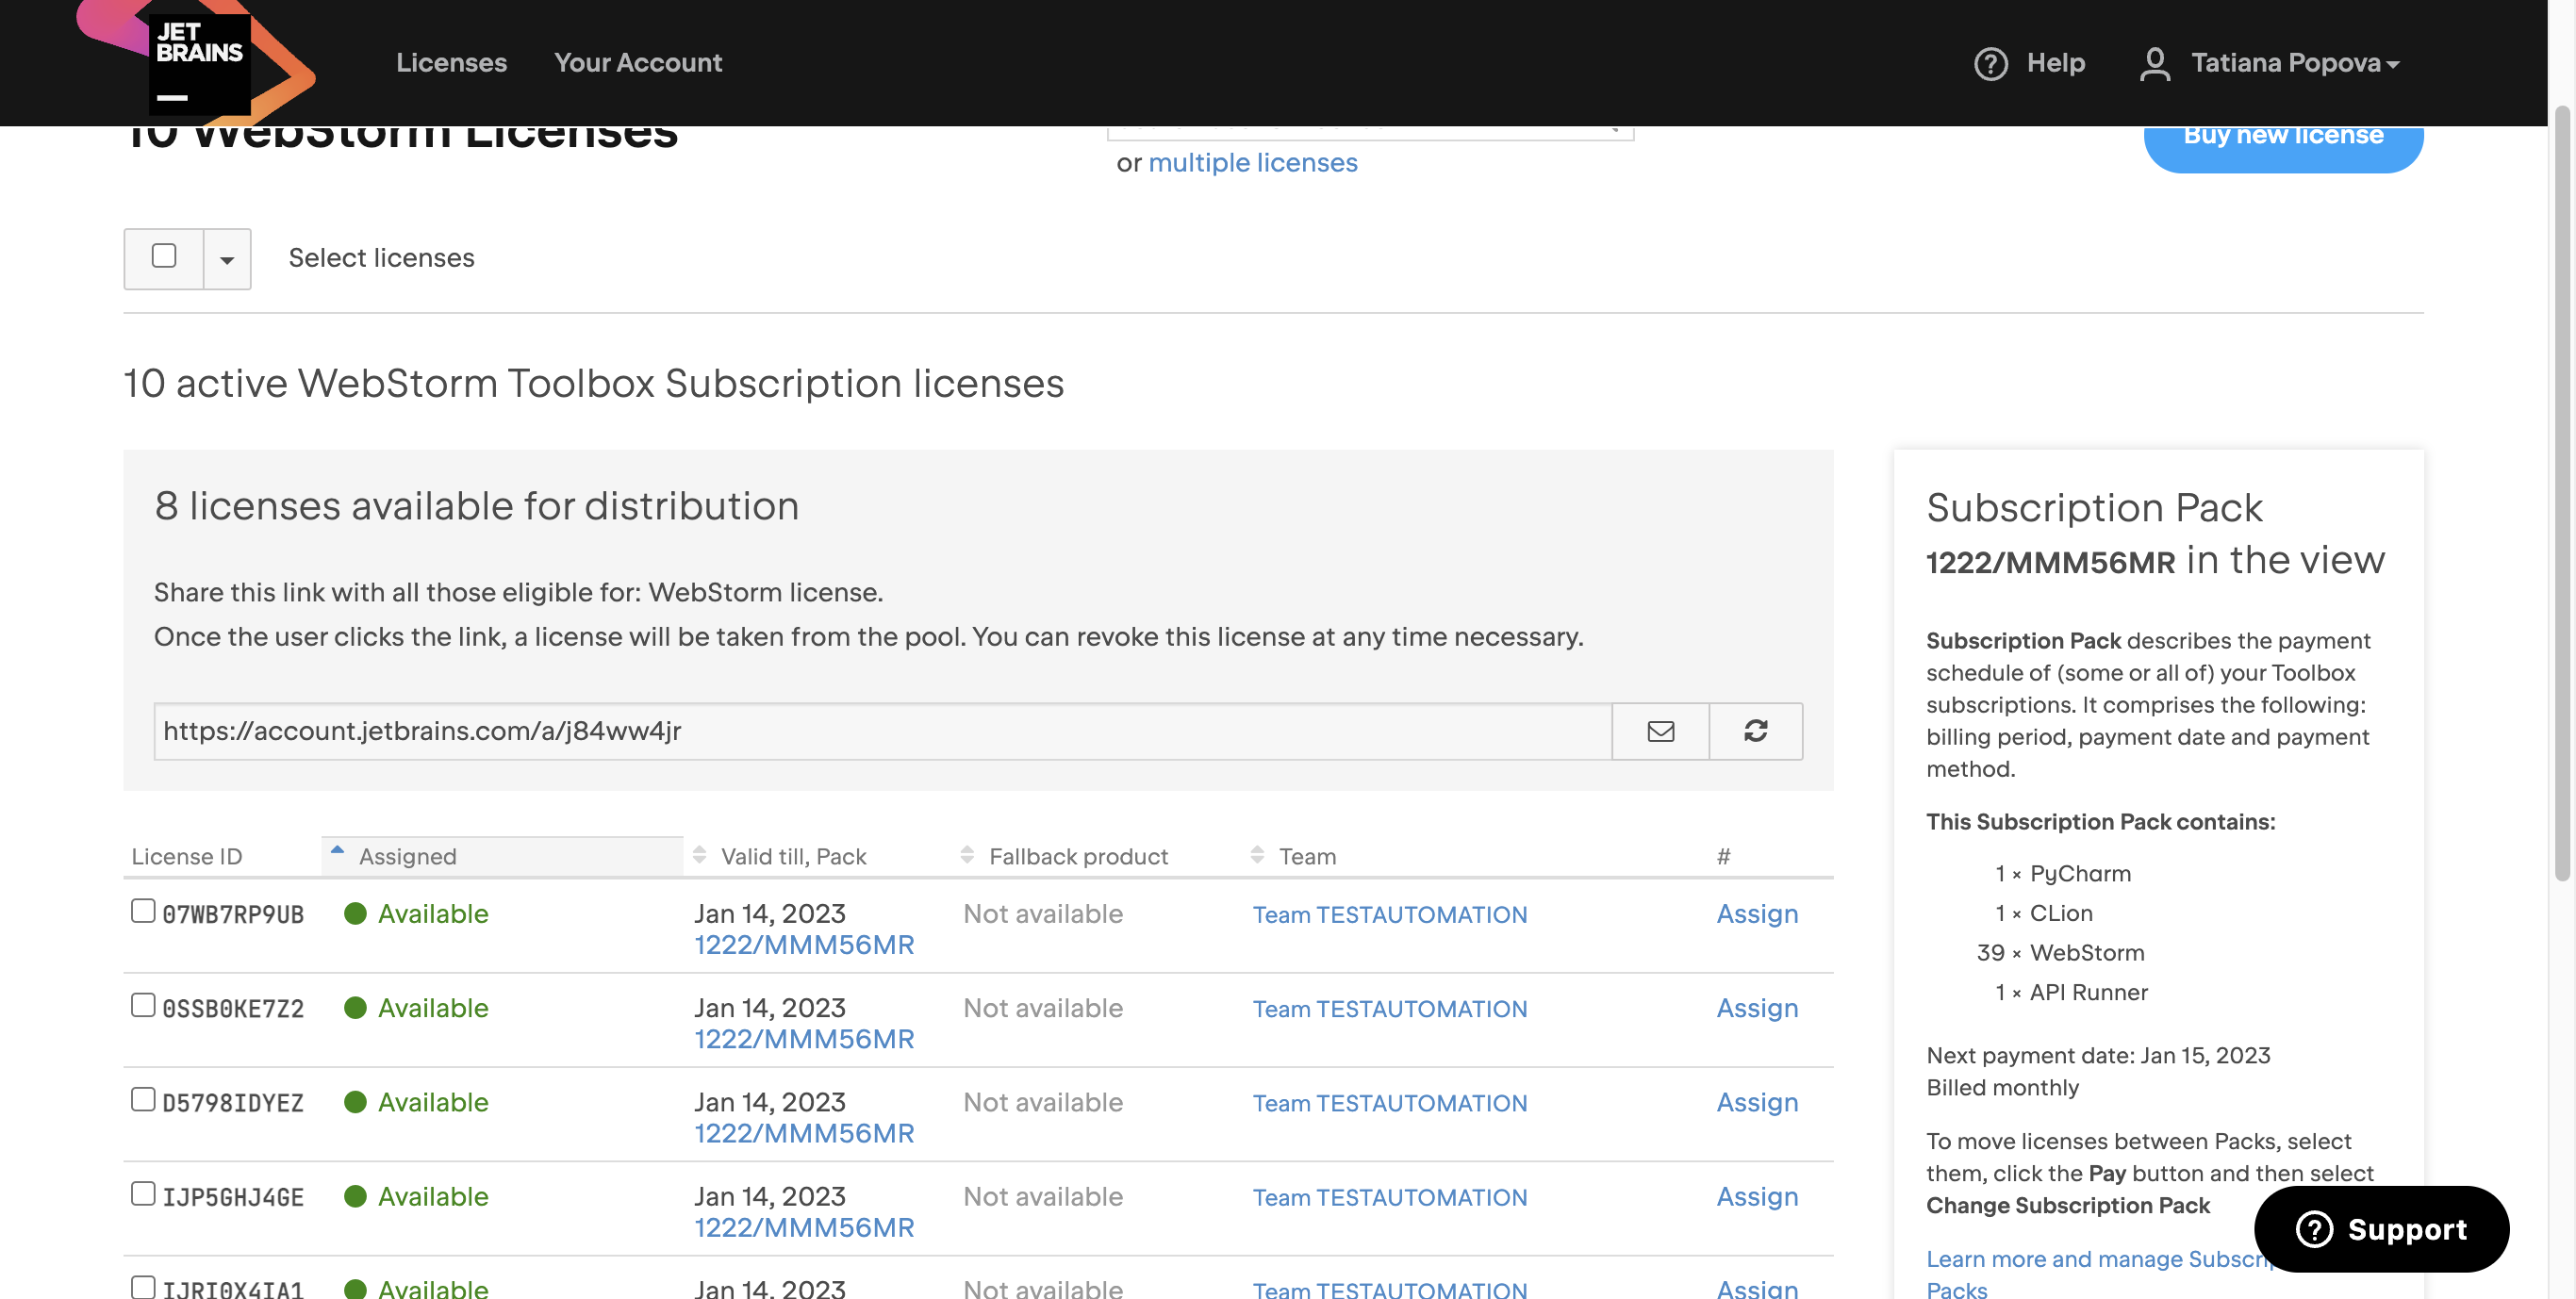 JET
BRAINS
Licenses
Your Account
Help
Tatiana Popova
10 WebStorm Licenses
or multiple licenses
Buy new license
Select licenses
10 active WebStorm Toolbox Subscription licenses
8 licenses available for distribution
Share this link with all those eligible for: WebStorm license.
Once the user clicks the link, a license will be taken from the pool. You can revoke this license at any time necessary.
https://account.jetbrains.com/a/j84ww4jr
License ID Assigned Valid till, Pack Fallback product Team #
07WB7RP9UB Available Jan 14, 2023 Not available Team TESTAUTOMATION Assign
1222/MMM56MR
0SSB0KE7Z2 Available Jan 14, 2023 Not available Team TESTAUTOMATION Assign
1222/MMM56MR
D5798IDYEZ Available Jan 14, 2023 Not available Team TESTAUTOMATION Assign
1222/MMM56MR
IJP5GHJ4GE Available Jan 14, 2023 Not available Team TESTAUTOMATION Assign
1222/MMM56MR
IJRI0X4IA1 Available Jan 14, 2023 Not available Team TESTAUTOMATION Assign
Subscription Pack
1222/MMM56MR in the view
Subscription Pack describes the payment
schedule of (some or all of) your Toolbox
subscriptions. It comprises the following:
billing period, payment date and payment
method.
This Subscription Pack contains:
1 × PyCharm
1 × CLion
39 × WebStorm
1 × API Runner
Next payment date: Jan 15, 2023
Billed monthly
To move licenses between Packs, select
them, click the Pay button and then select
Change Subscription Pack
Learn more and manage
Packs
Support